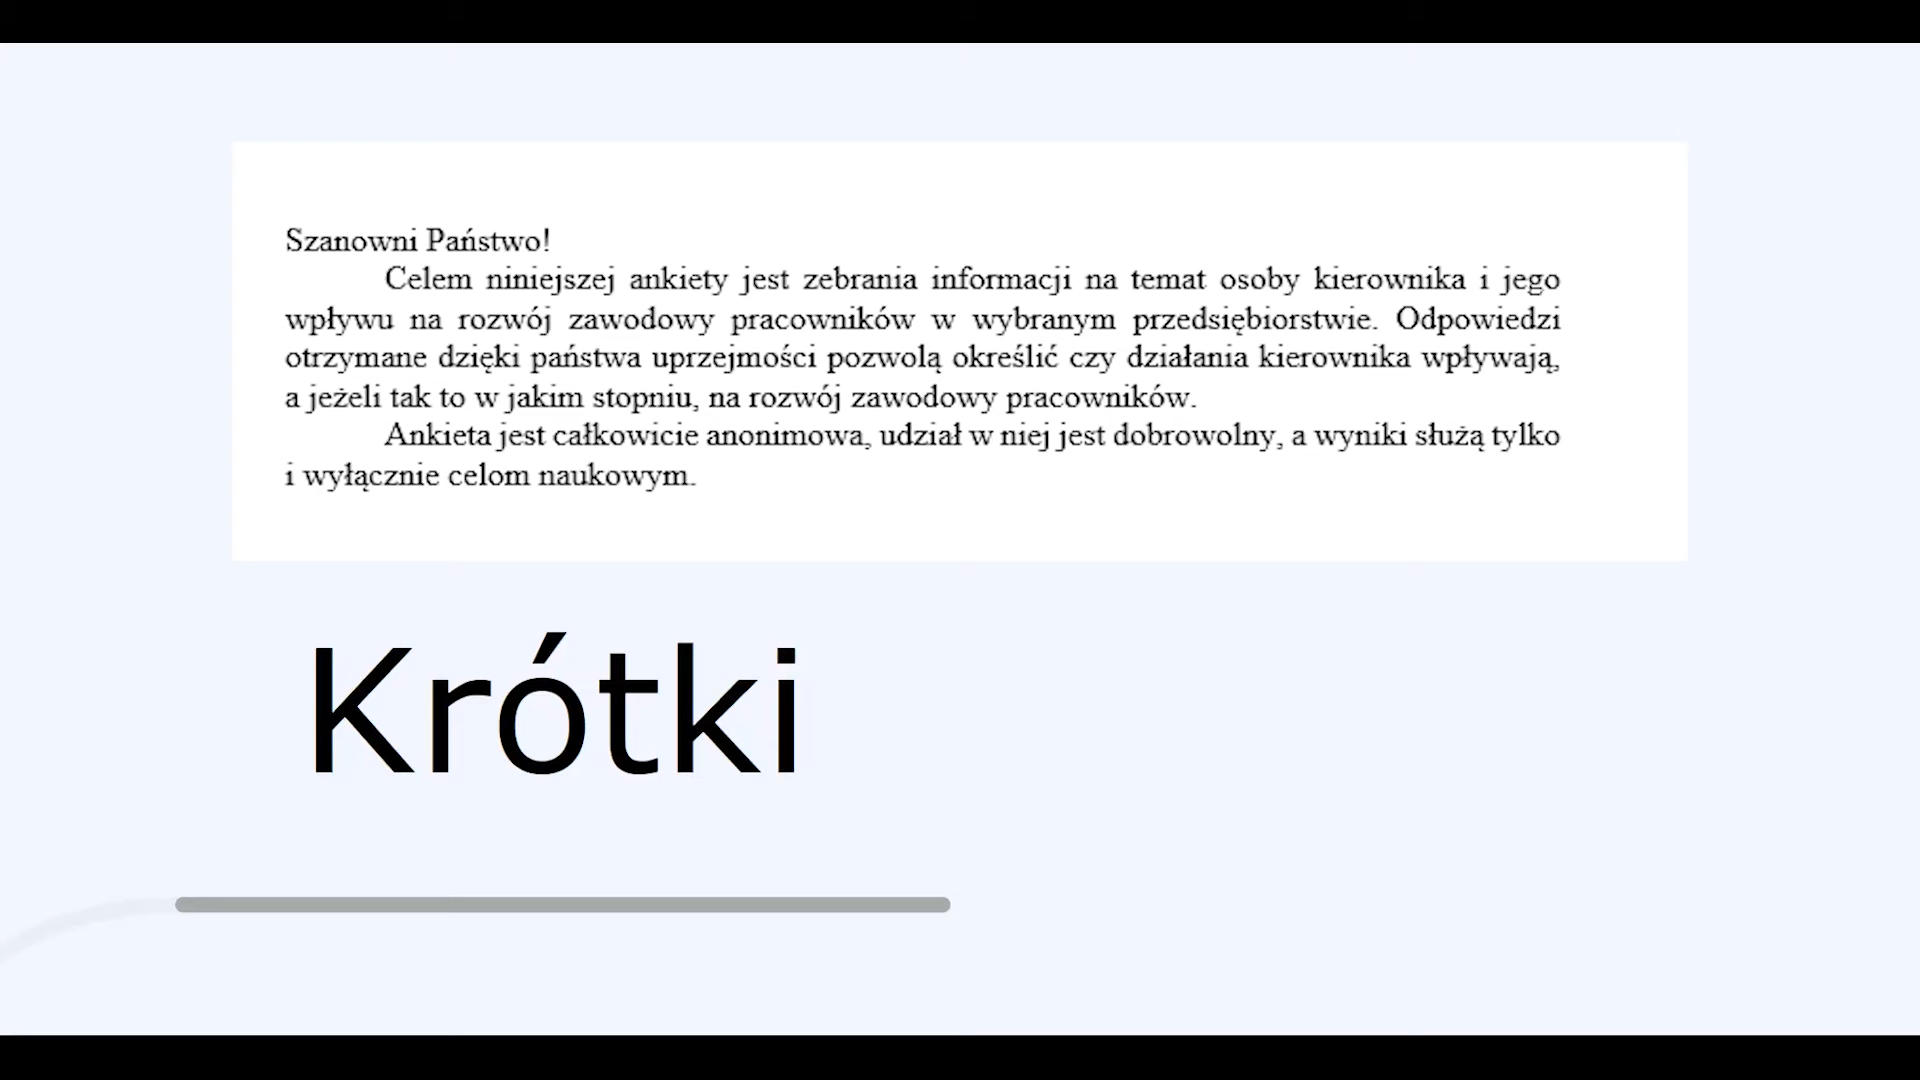 Szanowni Państwo!
Celem niniejszej ankiety jest zebrania informacji na temat osoby kierownika i jego
wpływu na rozwój zawodowy pracowników w wybranym przedsiębiorstwie. Odpowiedzi
otrzymane dzięki państwa uprzejmości pozwolą określić czy działania kierownika wpływają,
a jeżeli tak to w jakim stopniu, na rozwój zawodowy pracowników.
Ankieta jest całkowicie anonimowa, udział w niej jest dobrowolny, a wyniki służą tylko
i wyłącznie celom naukowym.
Krótki